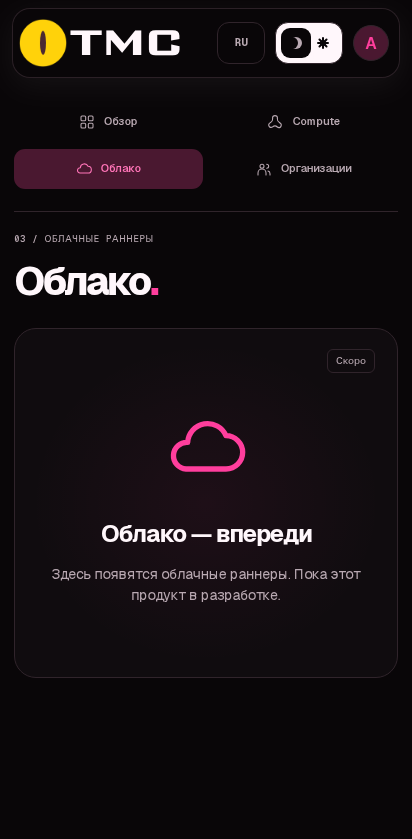 TMC
RU
A
Обзор
Compute
Облако
Организации
03 / ОБЛАЧНЫЕ РАННЕРЫ
Облако.
Скоро
Облако — впереди
Здесь появятся облачные раннеры. Пока этот
продукт в разработке.